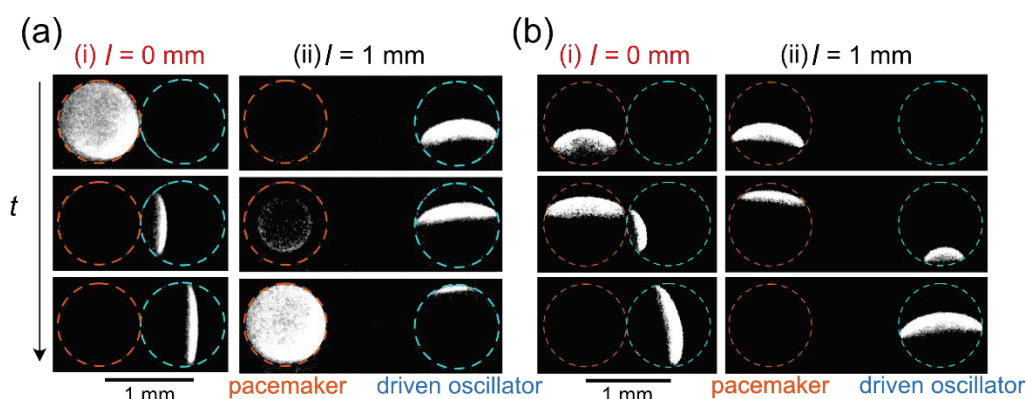 (a)
(i) l = 0 mm
(ii) l = 1 mm
t
1 mm
pacemaker
driven oscillator
(b)
(i) l = 0 mm
(ii) l = 1 mm
1 mm
pacemaker
driven oscillator